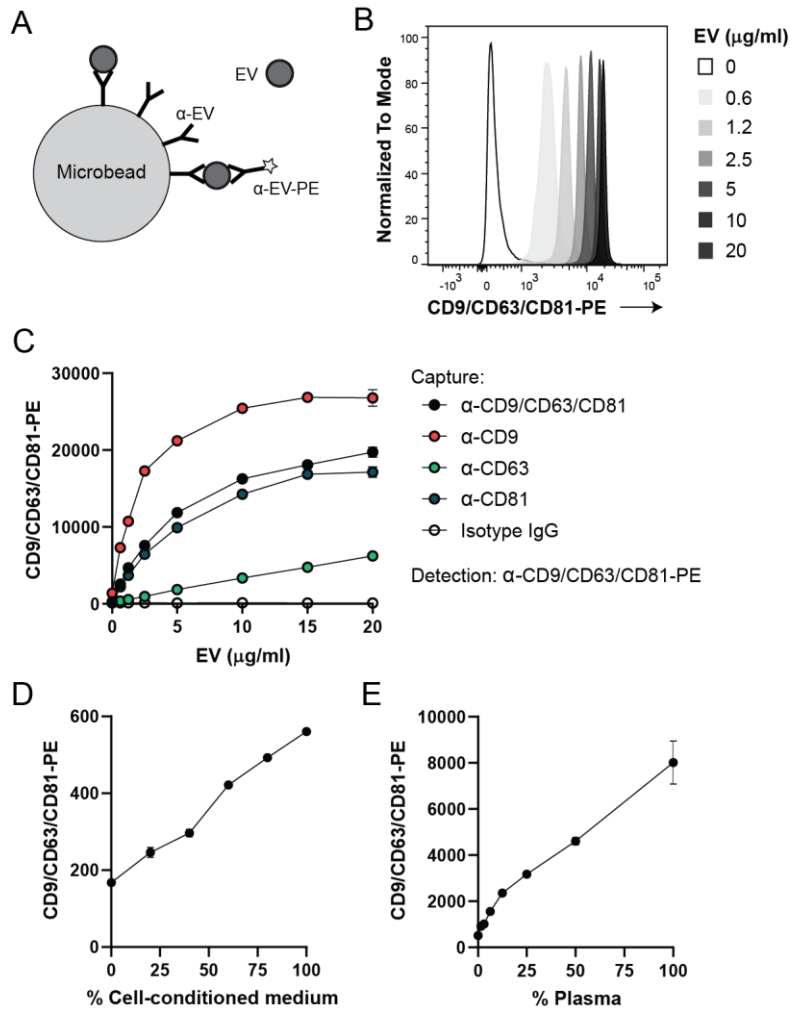 A
EV
α-EV
Microbead
α-EV-PE
B
Normalized To Mode
100
80
60
40
20
0
-10³ 0 10³ 10⁴ 10⁵
CD9/CD63/CD81-PE
EV (μg/ml)
0
0.6
1.2
2.5
5
10
20
C
CD9/CD63/CD81-PE
30000
20000
10000
0
0 5 10 15 20
EV (μg/ml)
Capture:
α-CD9/CD63/CD81
α-CD9
α-CD63
α-CD81
Isotype IgG
Detection: α-CD9/CD63/CD81-PE
D
CD9/CD63/CD81-PE
600
400
200
0
0 25 50 75 100
% Cell-conditioned medium
E
CD9/CD63/CD81-PE
10000
8000
6000
4000
2000
0
0 25 50 75 100
% Plasma